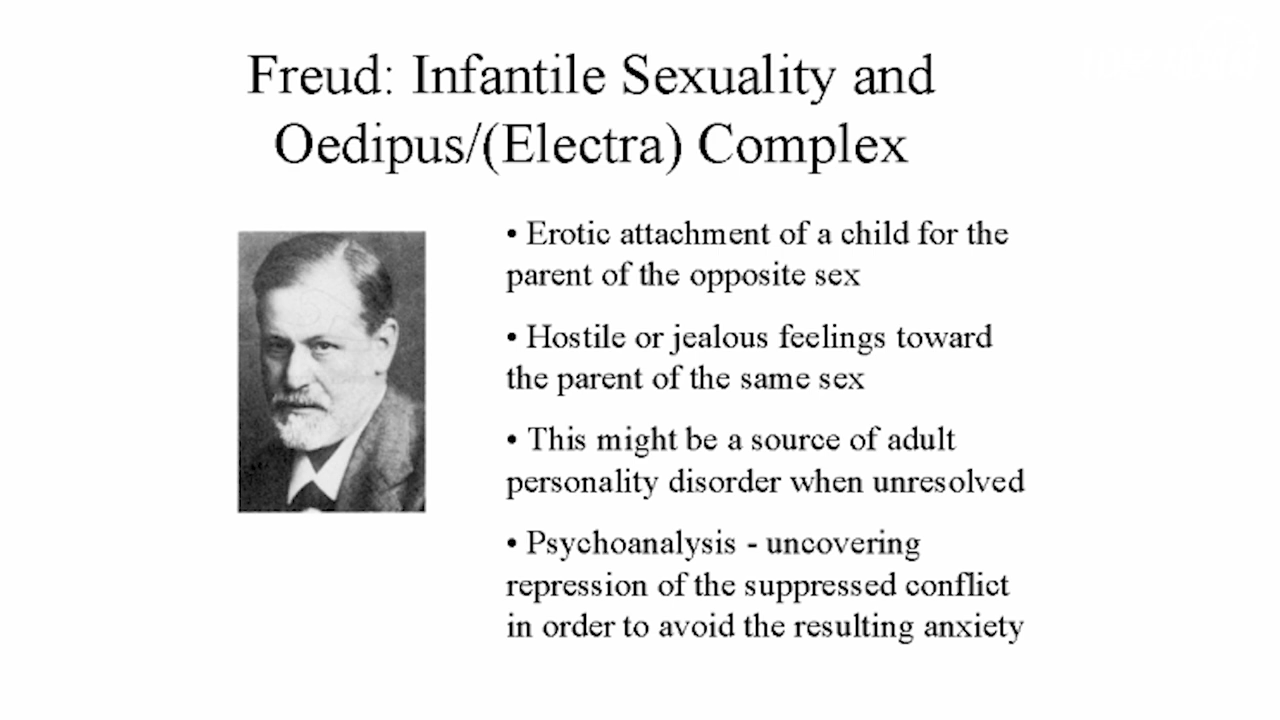 Freud: Infantile Sexuality and
Oedipus/(Electra) Complex
• Erotic attachment of a child for the
parent of the opposite sex
• Hostile or jealous feelings toward
the parent of the same sex
• This might be a source of adult
personality disorder when unresolved
• Psychoanalysis - uncovering
repression of the suppressed conflict
in order to avoid the resulting anxiety